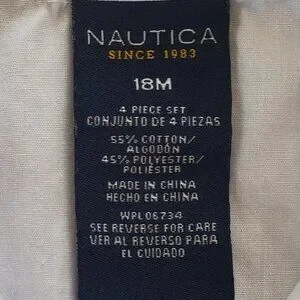 NAUTICA
SINCE 1983
18M
4 PIECE SET
CONJUNTO DE 4 PIEZAS
55% COTTON/
ALGODÓN
45% POLYESTER/
POLIÉSTER
MADE IN CHINA
HECHO EN CHINA
WPL06734
SEE REVERSE FOR CARE
VER AL REVERSO PARA
EL CUIDADO